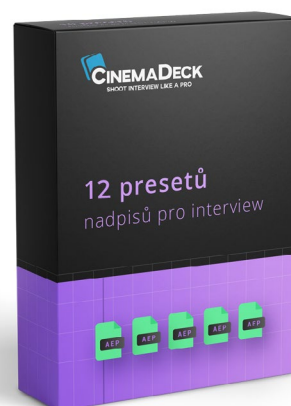 CINEMADECK
SHOOT INTERVIEW LIKE A PRO
12 presetů
nadpisů pro interview
AEP AEP AEP AEP AEP